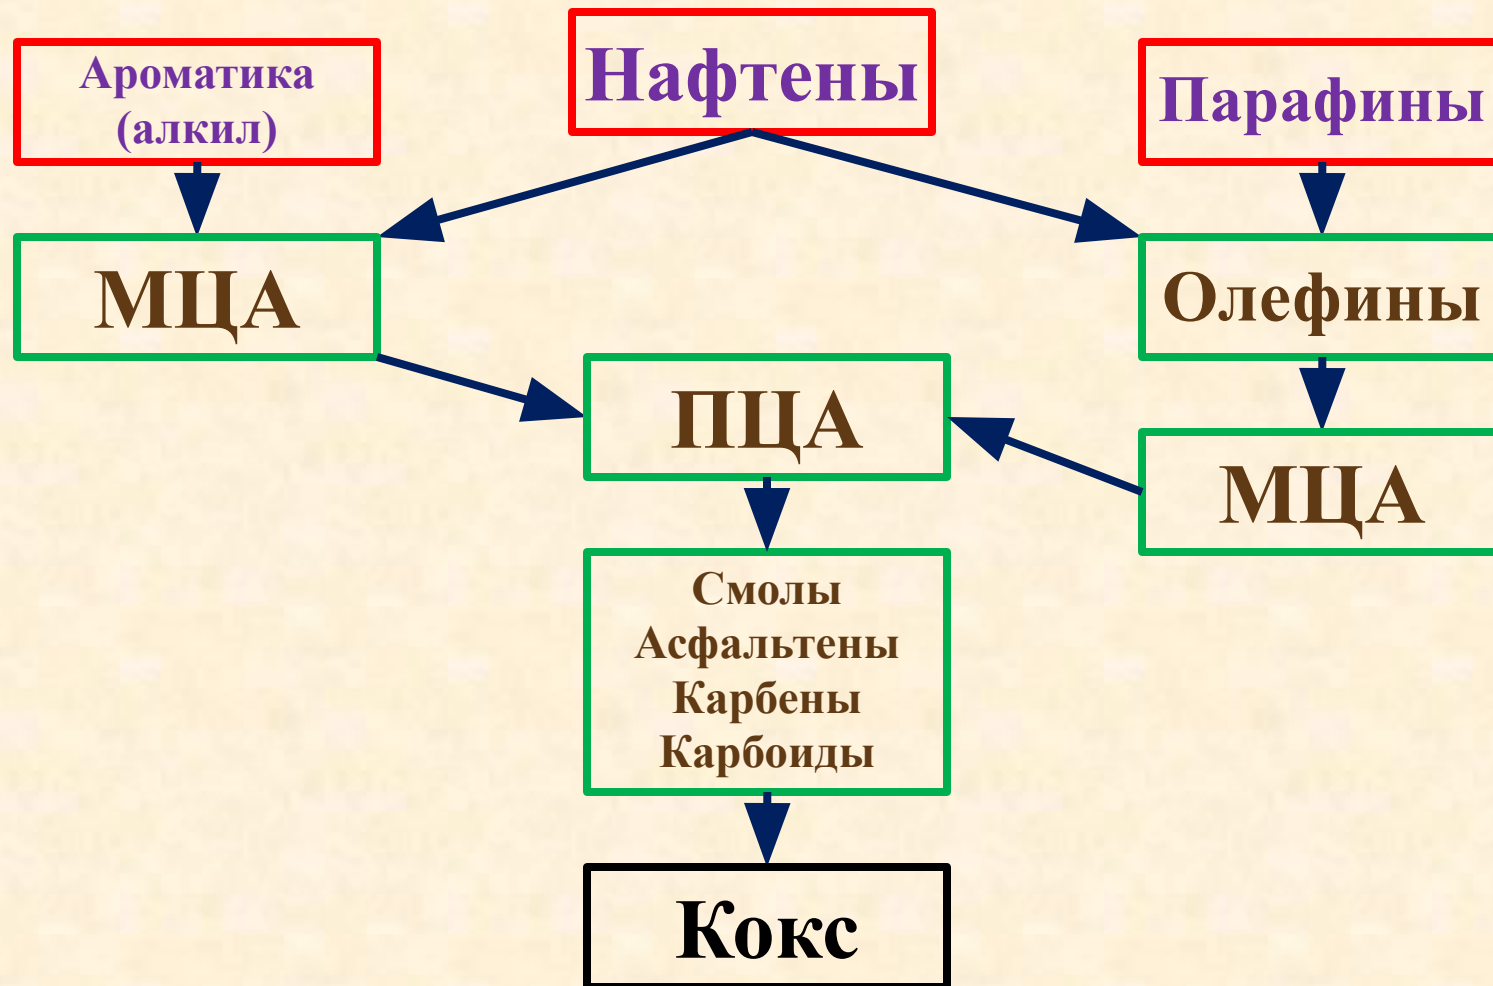 Ароматика
(алкил)
Нафтены
Парафины
МЦА
Олефины
ПЦА
МЦА
Смолы
Асфальтены
Карбены
Карбоиды
Кокс